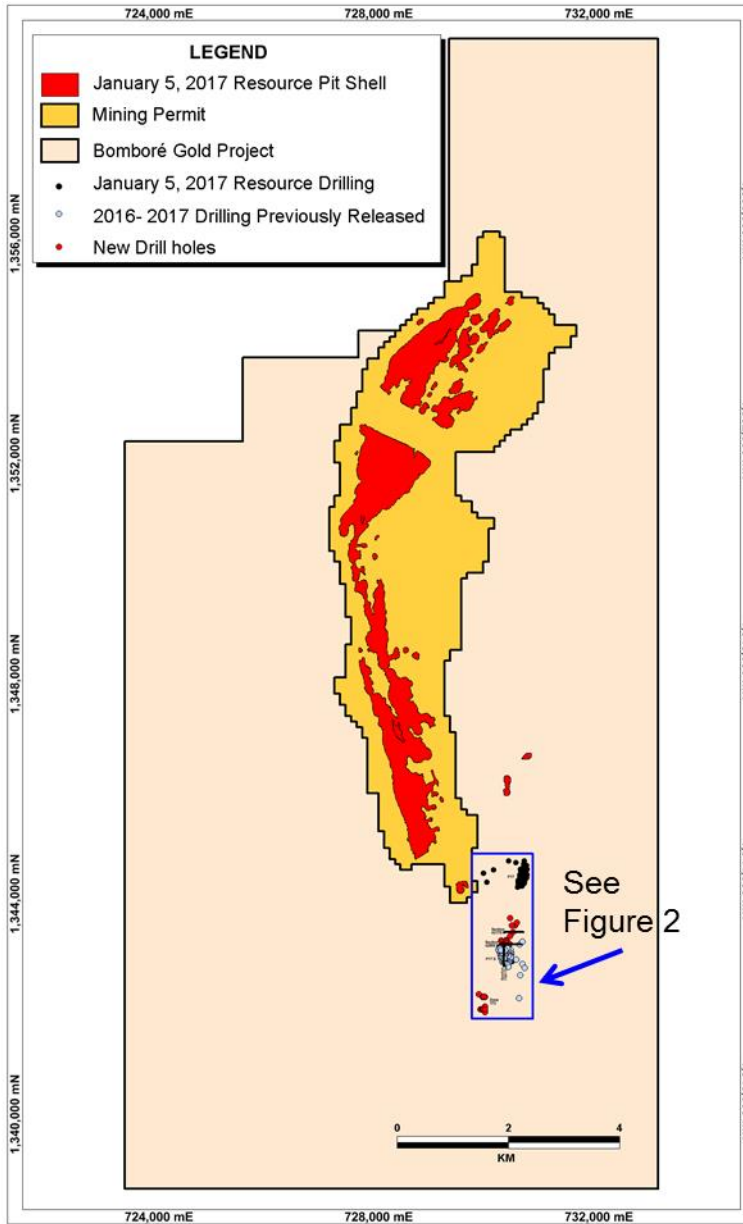 724,000 mE 728,000 mE 732,000 mE
LEGEND
January 5, 2017 Resource Pit Shell
Mining Permit
Bomboré Gold Project
January 5, 2017 Resource Drilling
2016- 2017 Drilling Previously Released
New Drill holes
1,356,000 mN
1,352,000 mN
1,348,000 mN
1,344,000 mN
1,340,000 mN
See
Figure 2
0 2 4
KM
724,000 mE 728,000 mE 732,000 mE